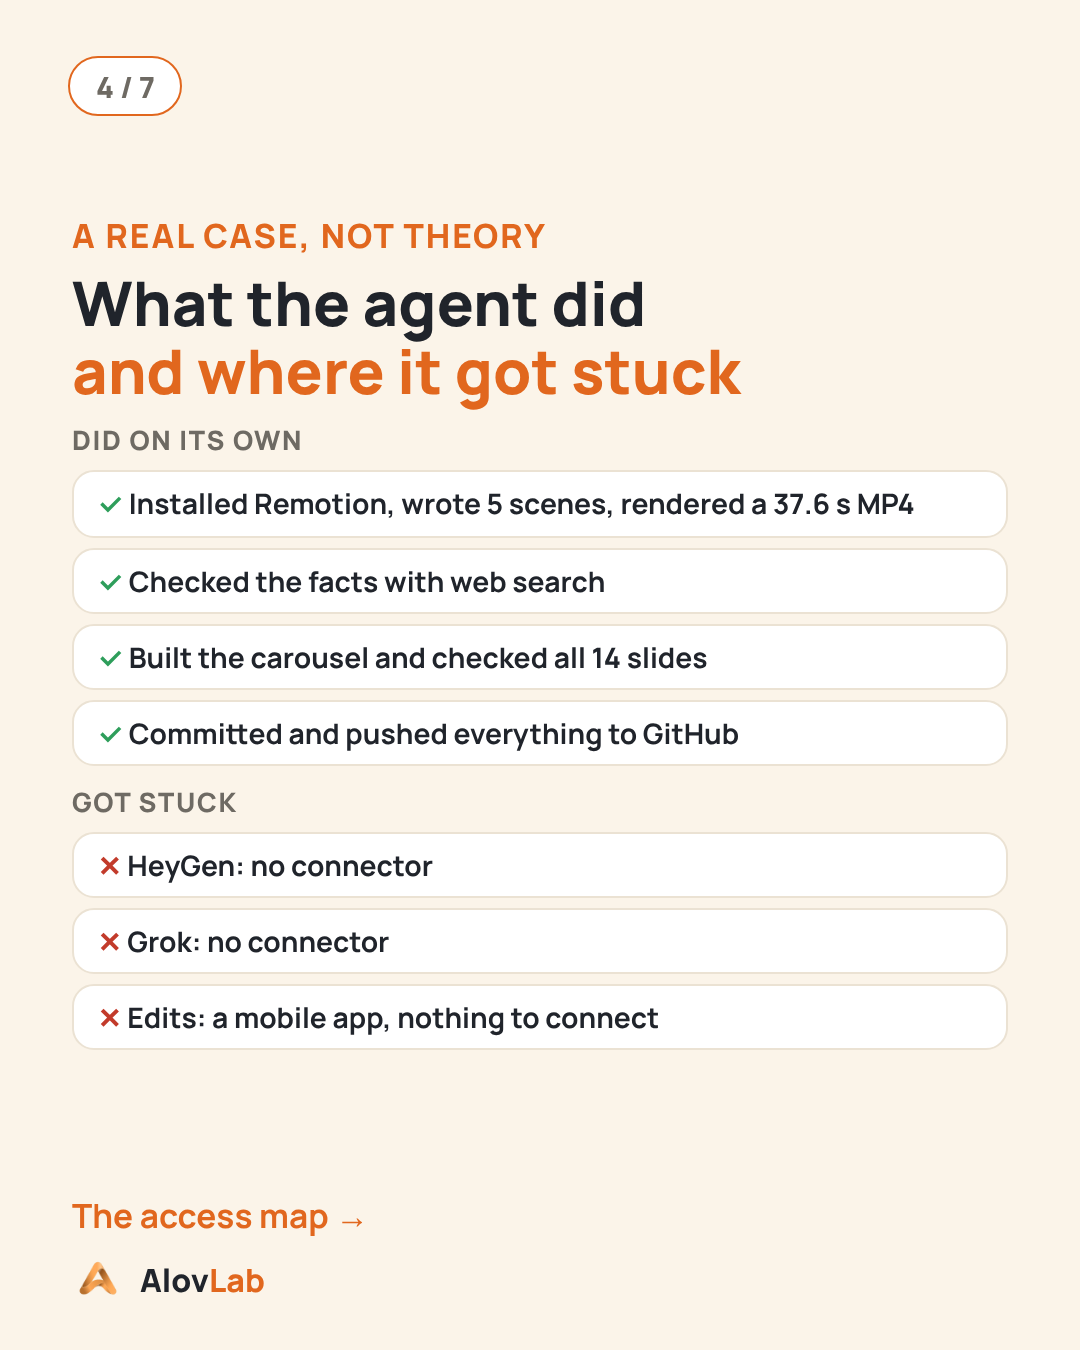 4 / 7
A REAL CASE, NOT THEORY
What the agent did
and where it got stuck
DID ON ITS OWN
✓ Installed Remotion, wrote 5 scenes, rendered a 37.6 s MP4
✓ Checked the facts with web search
✓ Built the carousel and checked all 14 slides
✓ Committed and pushed everything to GitHub
GOT STUCK
✕ HeyGen: no connector
✕ Grok: no connector
✕ Edits: a mobile app, nothing to connect
The access map →
AlovLab